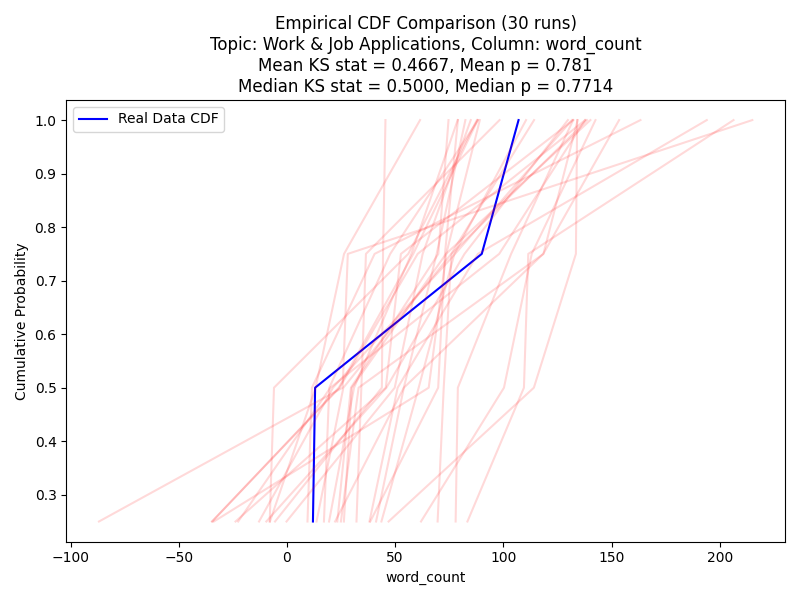 Empirical CDF Comparison (30 runs)
Topic: Work & Job Applications, Column: word_count
Mean KS stat = 0.4667, Mean p = 0.781
Median KS stat = 0.5000, Median p = 0.7714
Real Data CDF
1.0
0.9
0.8
0.7
0.6
0.5
0.4
0.3
Cumulative Probability
−100
−50
0
50
100
150
200
word_count